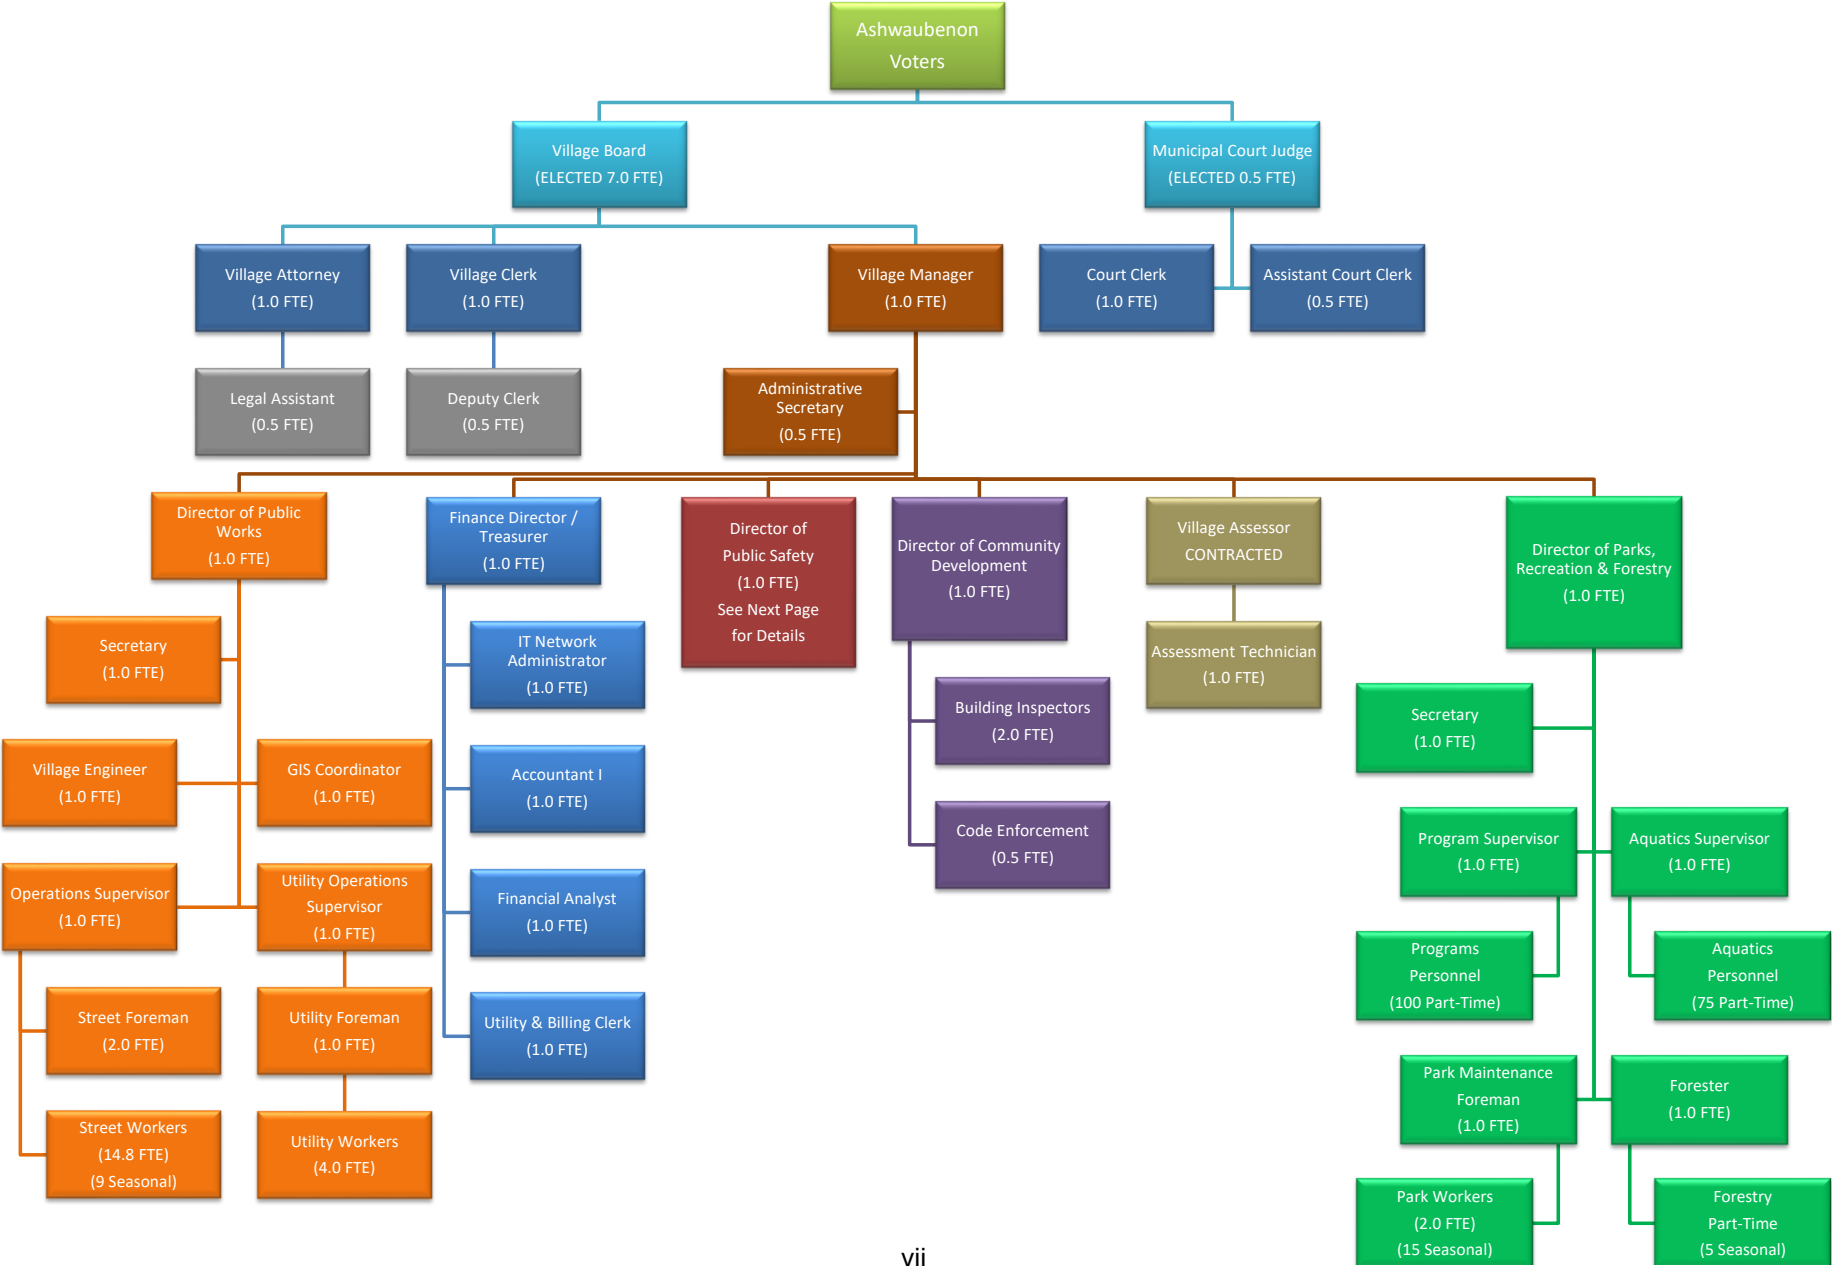 Ashwaubenon
Voters
Village Board
(ELECTED 7.0 FTE)
Municipal Court Judge
(ELECTED 0.5 FTE)
Village Attorney
(1.0 FTE)
Village Clerk
(1.0 FTE)
Village Manager
(1.0 FTE)
Court Clerk
(1.0 FTE)
Assistant Court Clerk
(0.5 FTE)
Legal Assistant
(0.5 FTE)
Deputy Clerk
(0.5 FTE)
Administrative
Secretary
(0.5 FTE)
Director of Public
Works
(1.0 FTE)
Finance Director /
Treasurer
(1.0 FTE)
Director of
Public Safety
(1.0 FTE)
See Next Page
for Details
Director of Community
Development
(1.0 FTE)
Village Assessor
CONTRACTED
Director of Parks,
Recreation & Forestry
(1.0 FTE)
Secretary
(1.0 FTE)
Village Engineer
(1.0 FTE)
GIS Coordinator
(1.0 FTE)
Operations Supervisor
(1.0 FTE)
Utility Operations
Supervisor
(1.0 FTE)
Street Foreman
(2.0 FTE)
Utility Foreman
(1.0 FTE)
Street Workers
(14.8 FTE)
(9 Seasonal)
Utility Workers
(4.0 FTE)
IT Network
Administrator
(1.0 FTE)
Accountant I
(1.0 FTE)
Financial Analyst
(1.0 FTE)
Utility & Billing Clerk
(1.0 FTE)
Building Inspectors
(2.0 FTE)
Code Enforcement
(0.5 FTE)
Assessment Technician
(1.0 FTE)
Secretary
(1.0 FTE)
Program Supervisor
(1.0 FTE)
Aquatics Supervisor
(1.0 FTE)
Programs
Personnel
(100 Part-Time)
Aquatics
Personnel
(75 Part-Time)
Park Maintenance
Foreman
(1.0 FTE)
Forester
(1.0 FTE)
Park Workers
(2.0 FTE)
(15 Seasonal)
Forestry
Part-Time
(5 Seasonal)
vii